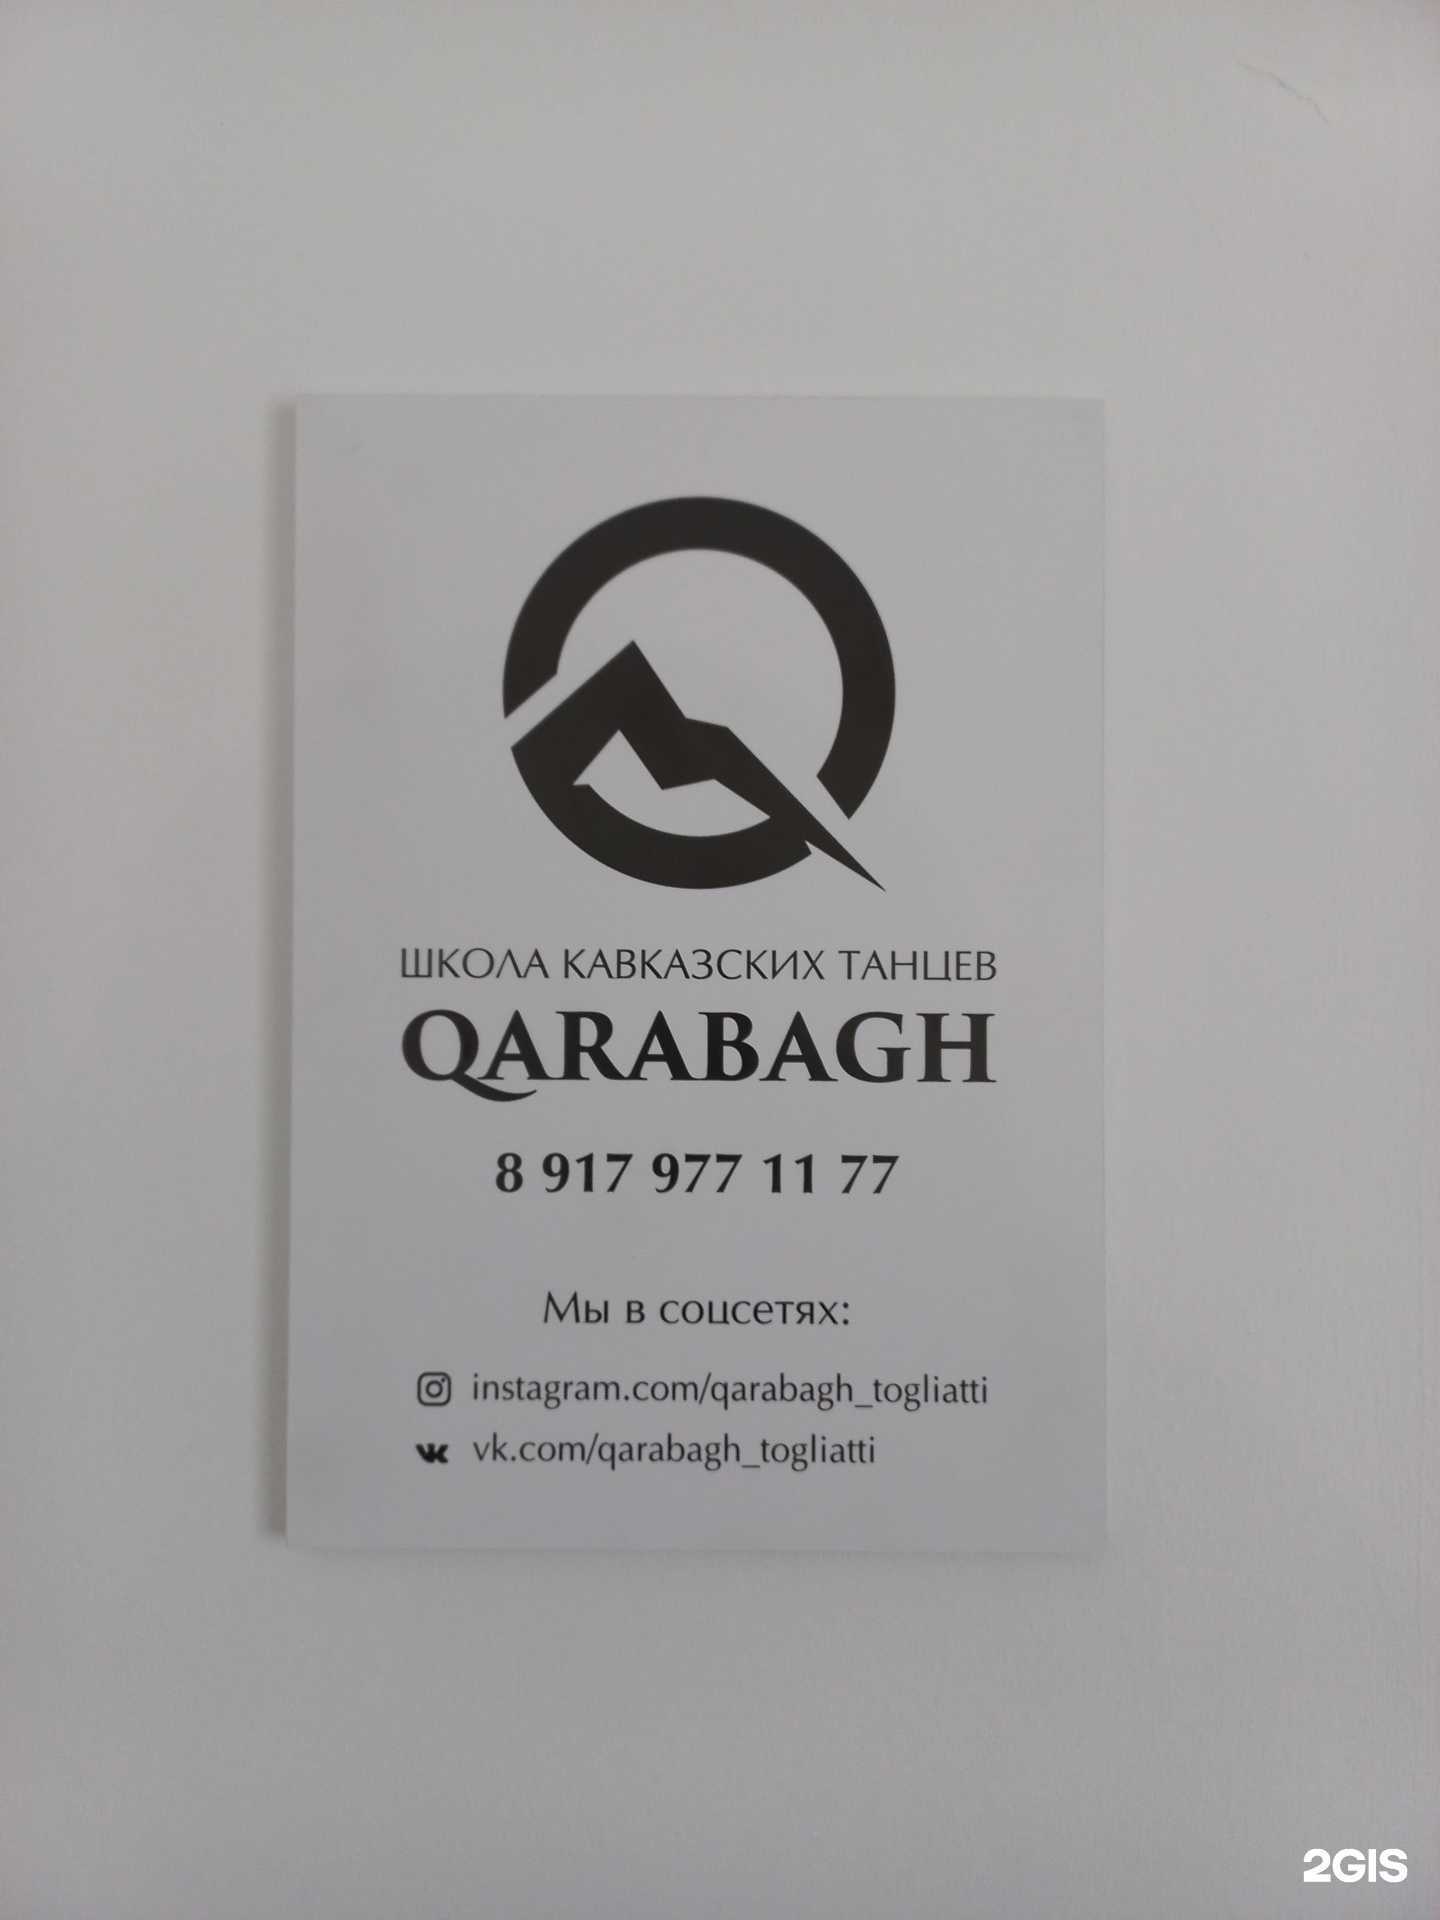 ШКОЛА КАВКАЗСКИХ ТАНЦЕВ
QARABAGH
8 917 977 11 77
Мы в соцсетях:
instagram.com/qarabagh_togliatti
vk.com/qarabagh_togliatti
2GIS